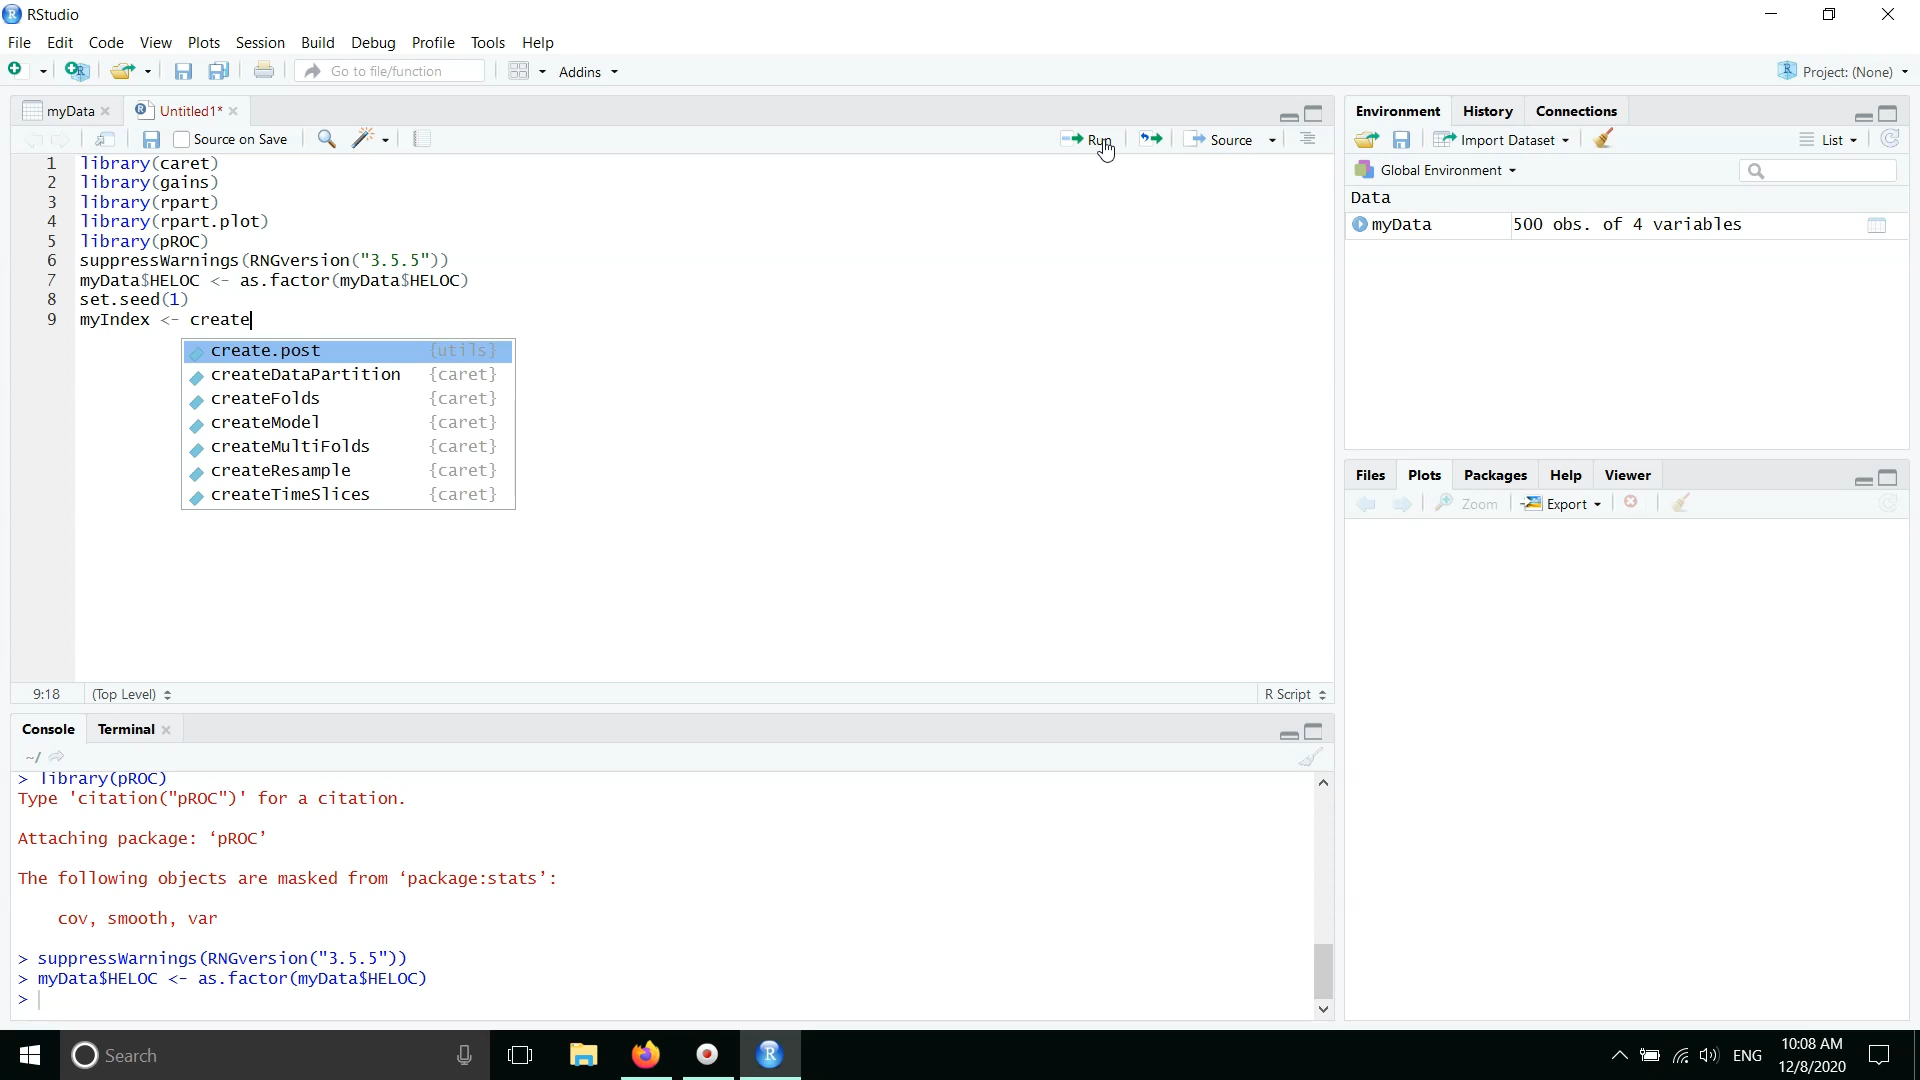 RStudio
File Edit Code View Plots Session Build Debug Profile Tools Help
Go to file/function Addins Project: (None)
myData Untitled1*
Source on Save Run Source
1 library(caret)
2 library(gains)
3 library(rpart)
4 library(rpart.plot)
5 library(pROC)
6 suppressWarnings(RNGversion("3.5.5"))
7 myData$HELOC <- as.factor(myData$HELOC)
8 set.seed(1)
9 myIndex <- create
create.post {utils}
createDataPartition {caret}
createFolds {caret}
createModel {caret}
createMultiFolds {caret}
createResample {caret}
createTimeSlices {caret}
9:18 (Top Level) R Script
Console Terminal
~/
> library(pROC)
Type 'citation("pROC")' for a citation.
Attaching package: ‘pROC’
The following objects are masked from ‘package:stats’:
cov, smooth, var
> suppressWarnings(RNGversion("3.5.5"))
> myData$HELOC <- as.factor(myData$HELOC)
>
Environment History Connections
Import Dataset List
Global Environment
Data
myData 500 obs. of 4 variables
Files Plots Packages Help Viewer
Zoom Export
Search ENG 10:08 AM
12/8/2020